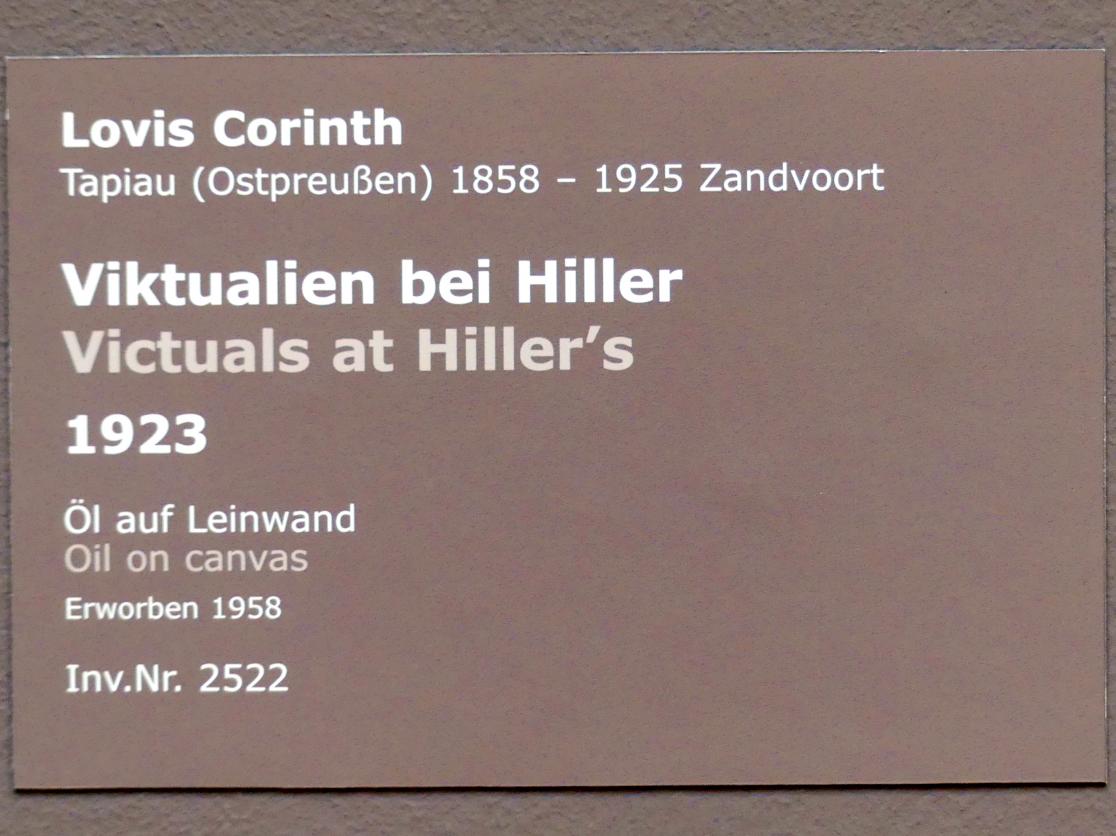 Lovis Corinth
Tapiau (Ostpreußen) 1858 – 1925 Zandvoort
Viktualien bei Hiller
Victuals at Hiller’s
1923
Öl auf Leinwand
Oil on canvas
Erworben 1958
Inv.Nr. 2522